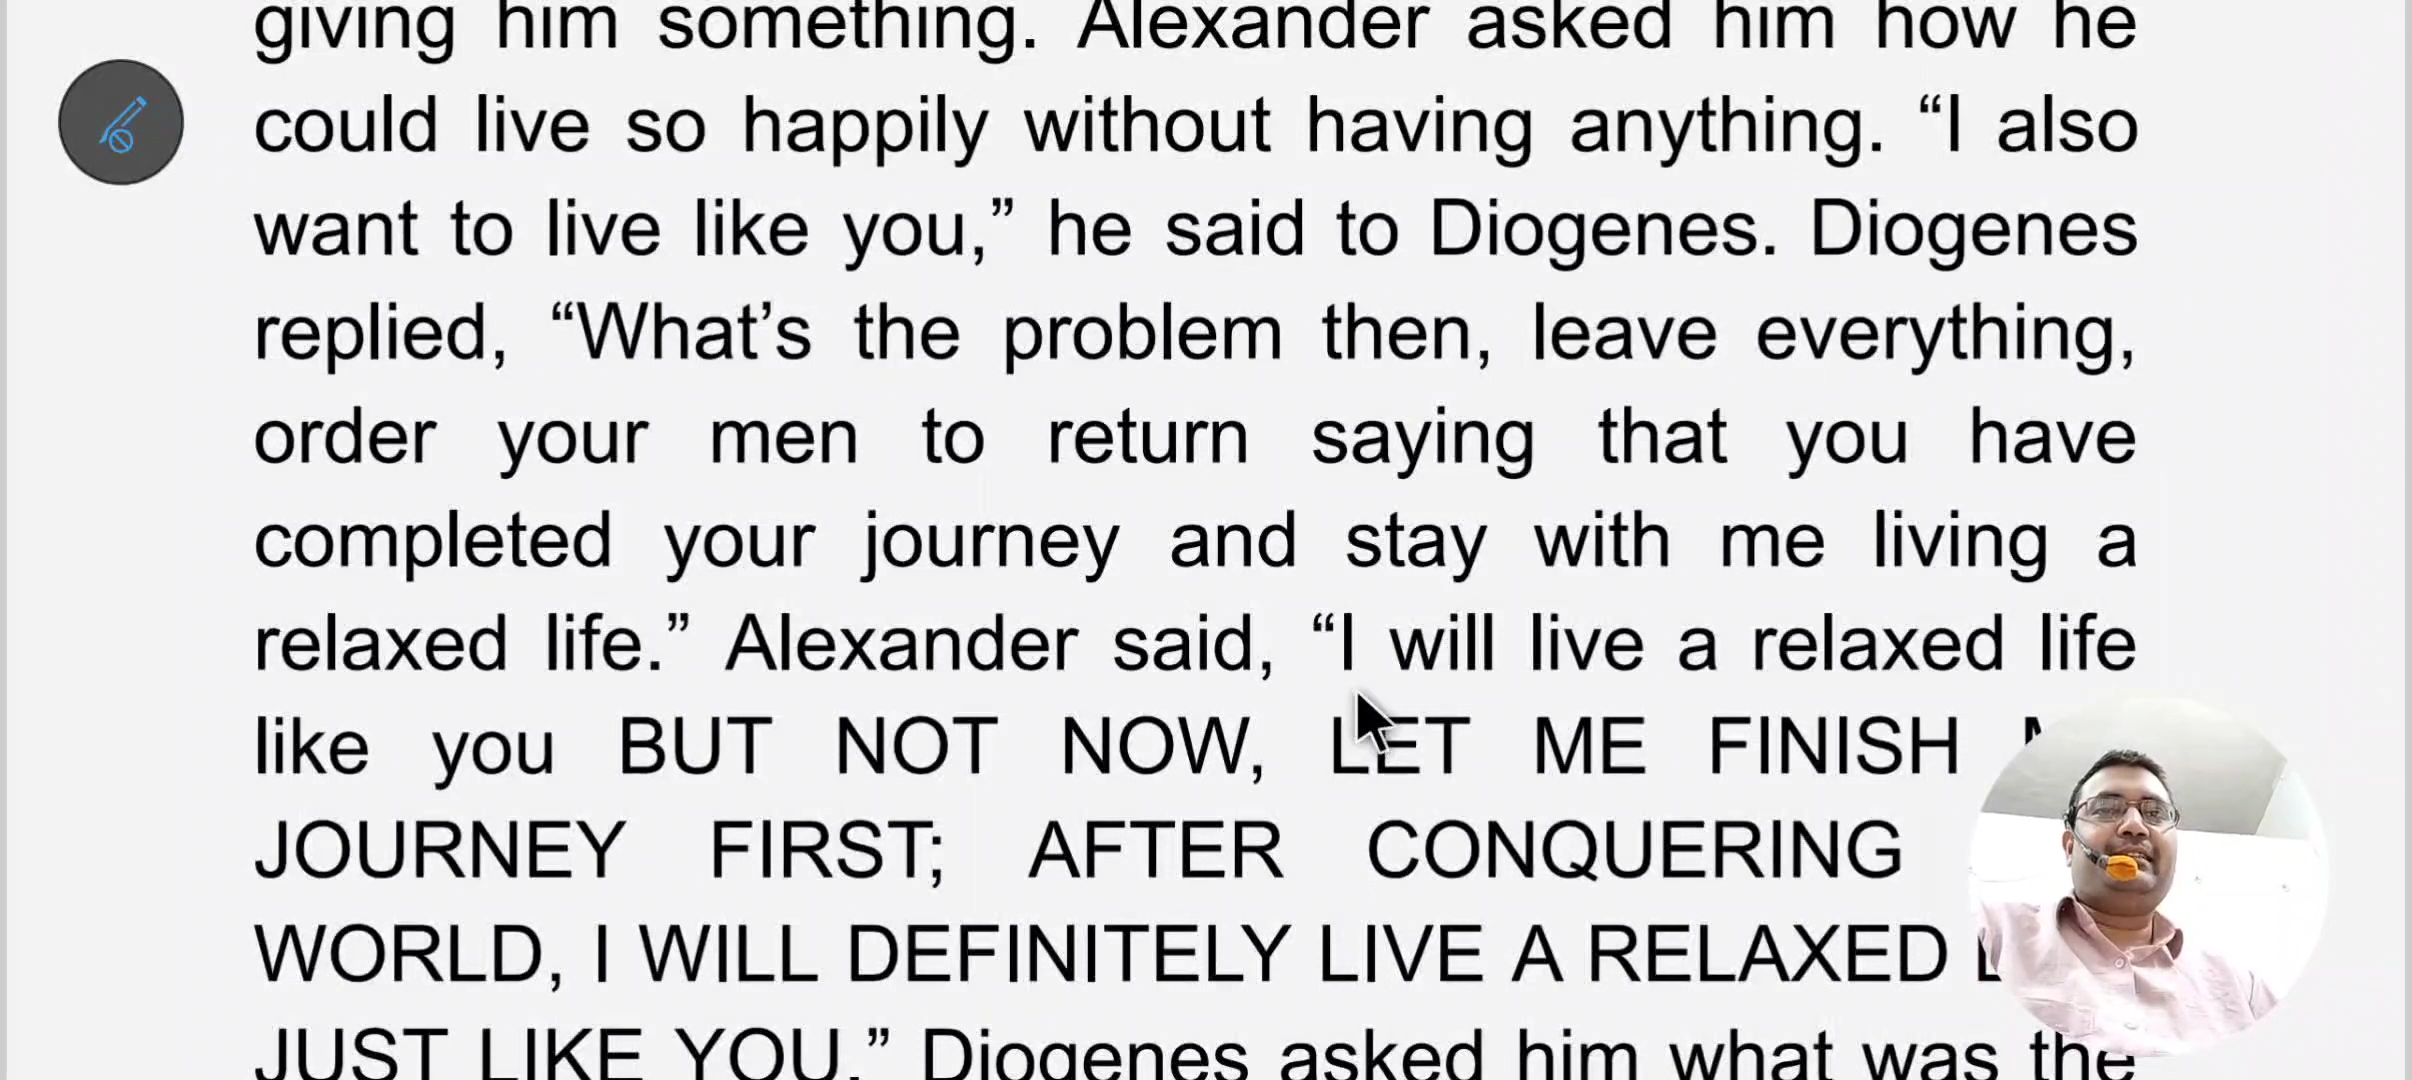 giving him something. Alexander asked him how he
could live so happily without having anything. “I also
want to live like you,” he said to Diogenes. Diogenes
replied, “What’s the problem then, leave everything,
order your men to return saying that you have
completed your journey and stay with me living a
relaxed life.” Alexander said, “I will live a relaxed life
like you BUT NOT NOW, LET ME FINISH
JOURNEY FIRST; AFTER CONQUERING
WORLD, I WILL DEFINITELY LIVE A RELAXED
JUST LIKE YOU.” Diogenes asked him what was the